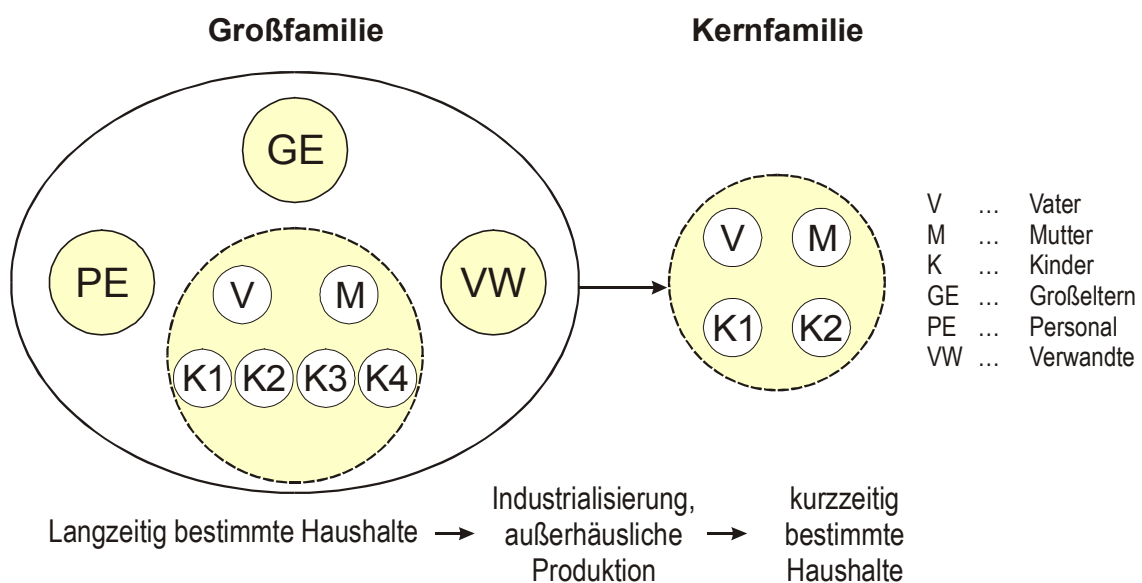 Großfamilie
Kernfamilie
GE
PE
VW
V
M
K1 K2 K3 K4
V
M
K1
K2
V … Vater
M … Mutter
K … Kinder
GE … Großeltern
PE … Personal
VW … Verwandte
Langzeitig bestimmte Haushalte
Industrialisierung,
außerhäusliche
Produktion
kurzzeitig
bestimmte
Haushalte